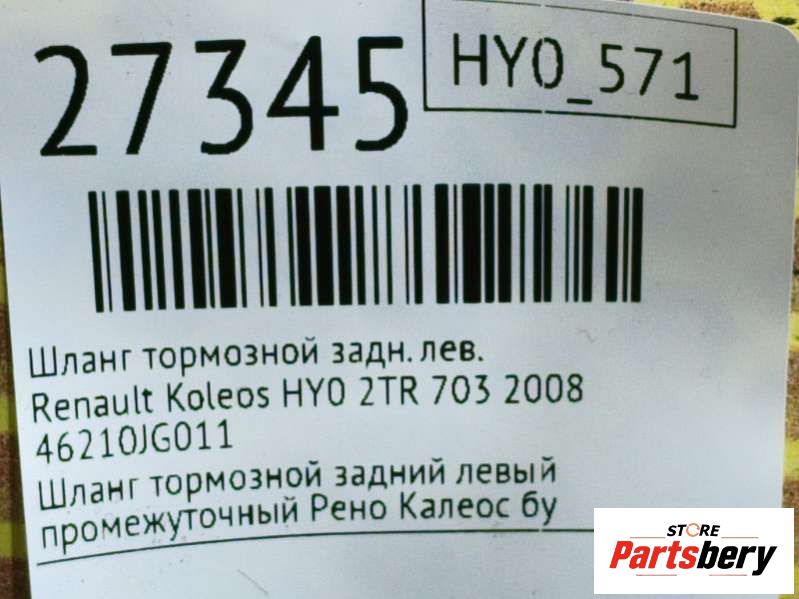 27345
HY0_571
Шланг тормозной задн. лев.
Renault Koleos HY0 2TR 703 2008
46210JG011
Шланг тормозной задний левый
промежуточный Рено Калеос бу
STORE
Partsbery